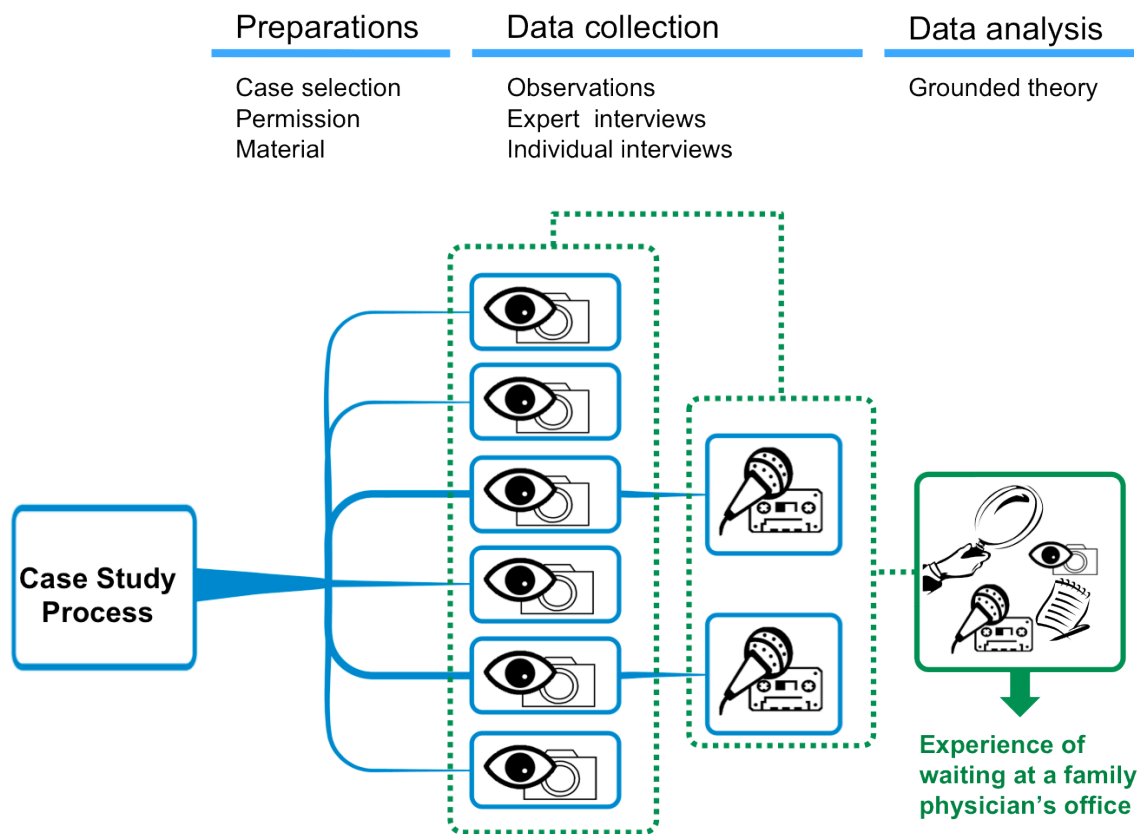 Preparations
Case selection
Permission
Material
Data collection
Observations
Expert interviews
Individual interviews
Data analysis
Grounded theory
Case Study
Process
Experience of
waiting at a family
physician's office